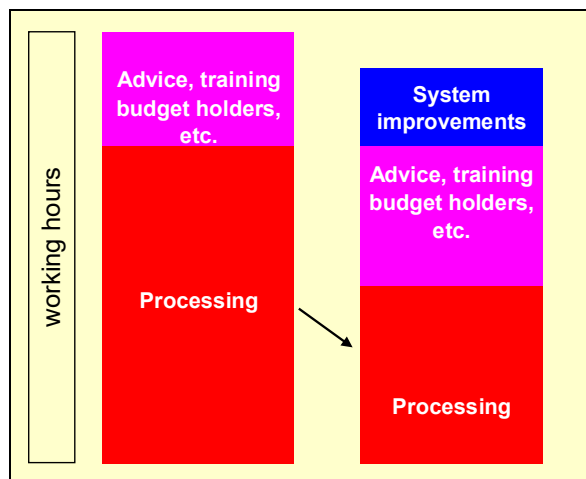 working hours
Advice, training
budget holders,
etc.
Processing
System
improvements
Advice, training
budget holders,
etc.
Processing